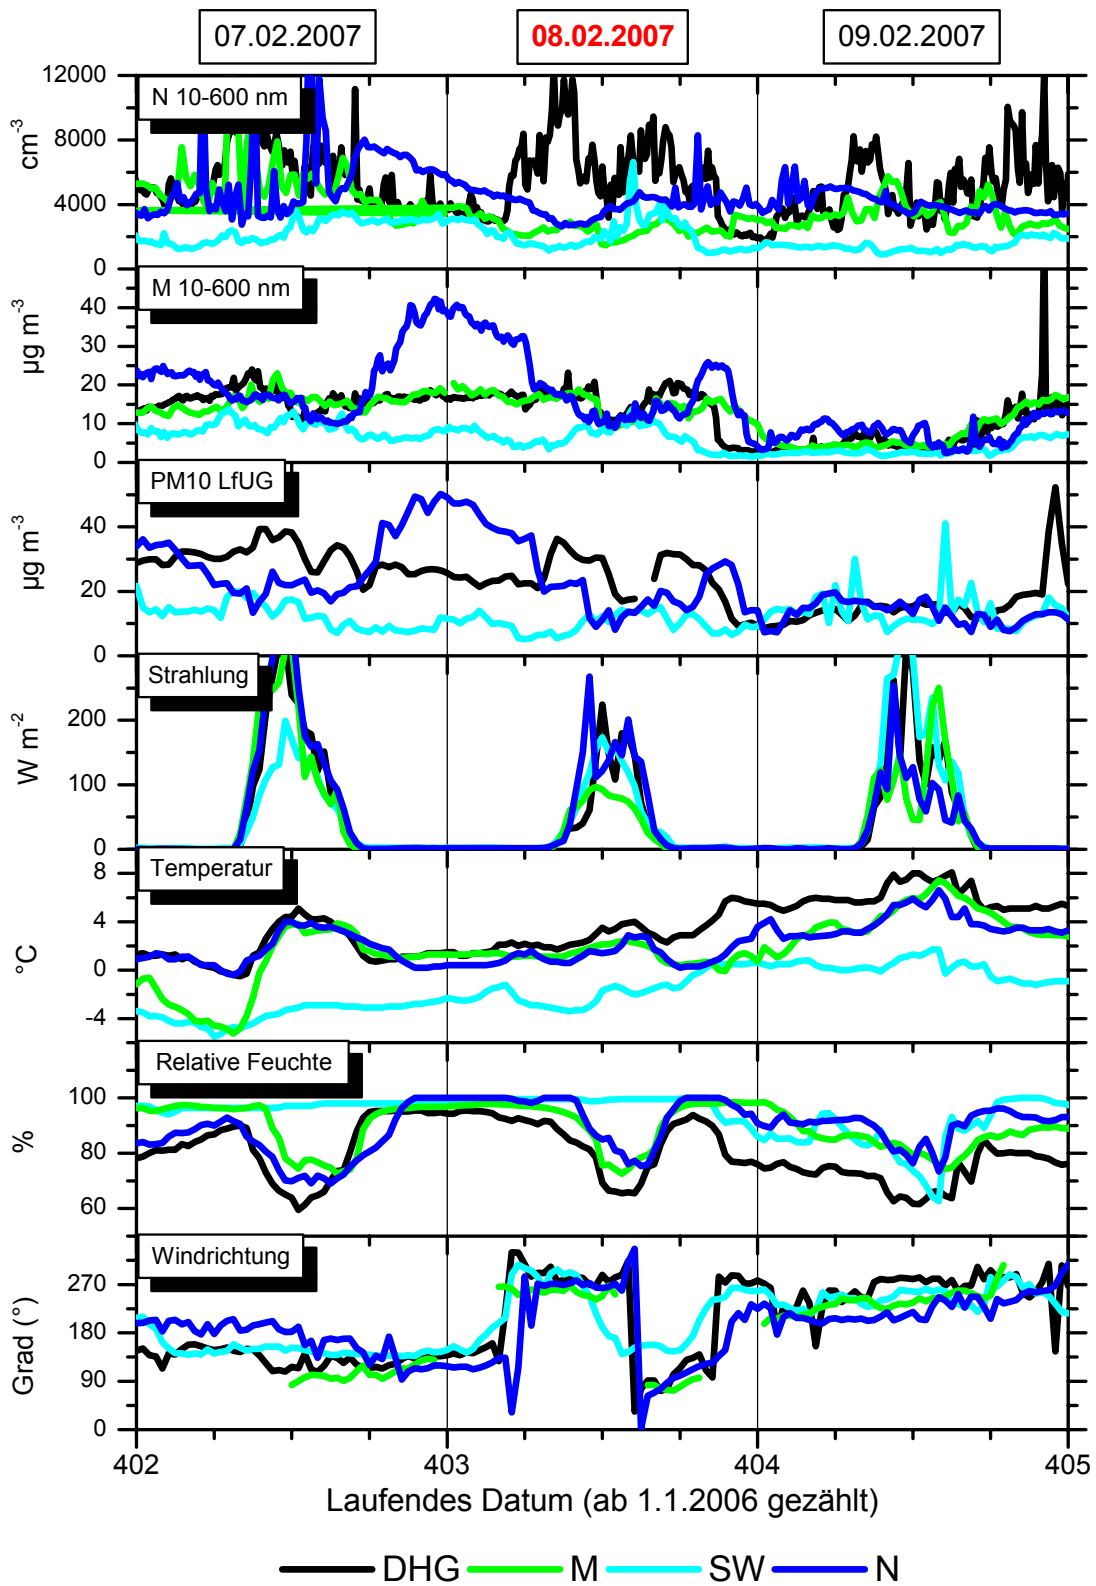 07.02.2007 08.02.2007 09.02.2007
N 10-600 nm
cm-3
12000
8000
4000
0
M 10-600 nm
µg m-3
40
30
20
10
0
PM10 LfUG
µg m-3
40
20
0
Strahlung
W m-2
200
100
0
Temperatur
°C
8
4
0
-4
Relative Feuchte
%
100
80
60
Windrichtung
Grad (°)
270
180
90
0
402 403 404 405
Laufendes Datum (ab 1.1.2006 gezählt)
DHG M SW N